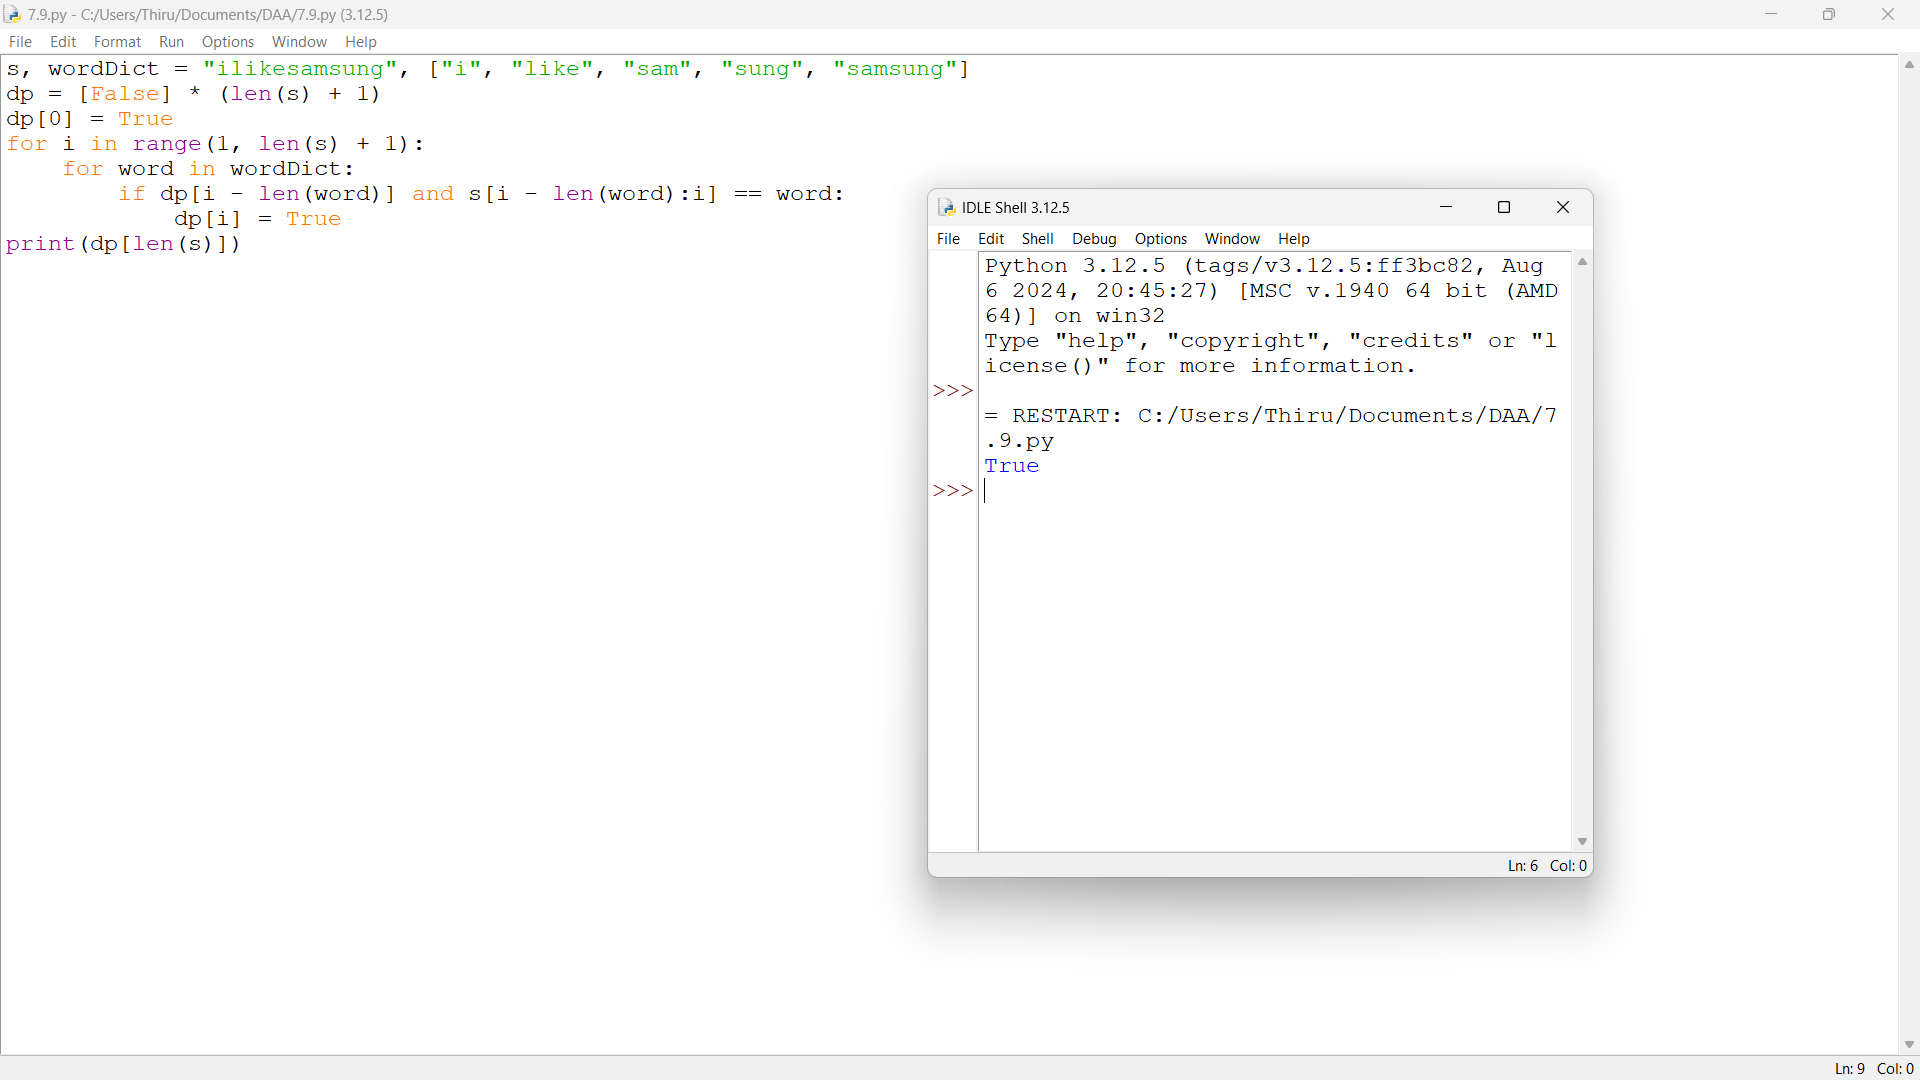 7.9.py - C:/Users/Thiru/Documents/DAA/7.9.py (3.12.5)
File Edit Format Run Options Window Help
s, wordDict = "ilikesamsung", ["i", "like", "sam", "sung", "samsung"]
dp = [False] * (len(s) + 1)
dp[0] = True
for i in range(1, len(s) + 1):
    for word in wordDict:
        if dp[i - len(word)] and s[i - len(word):i] == word:
            dp[i] = True
print(dp[len(s)])
IDLE Shell 3.12.5
File Edit Shell Debug Options Window Help
Python 3.12.5 (tags/v3.12.5:ff3bc82, Aug
6 2024, 20:45:27) [MSC v.1940 64 bit (AMD
64)] on win32
Type "help", "copyright", "credits" or "l
icense()" for more information.
>>>
= RESTART: C:/Users/Thiru/Documents/DAA/7
.9.py
True
>>>
Ln: 6 Col: 0
Ln: 9 Col: 0